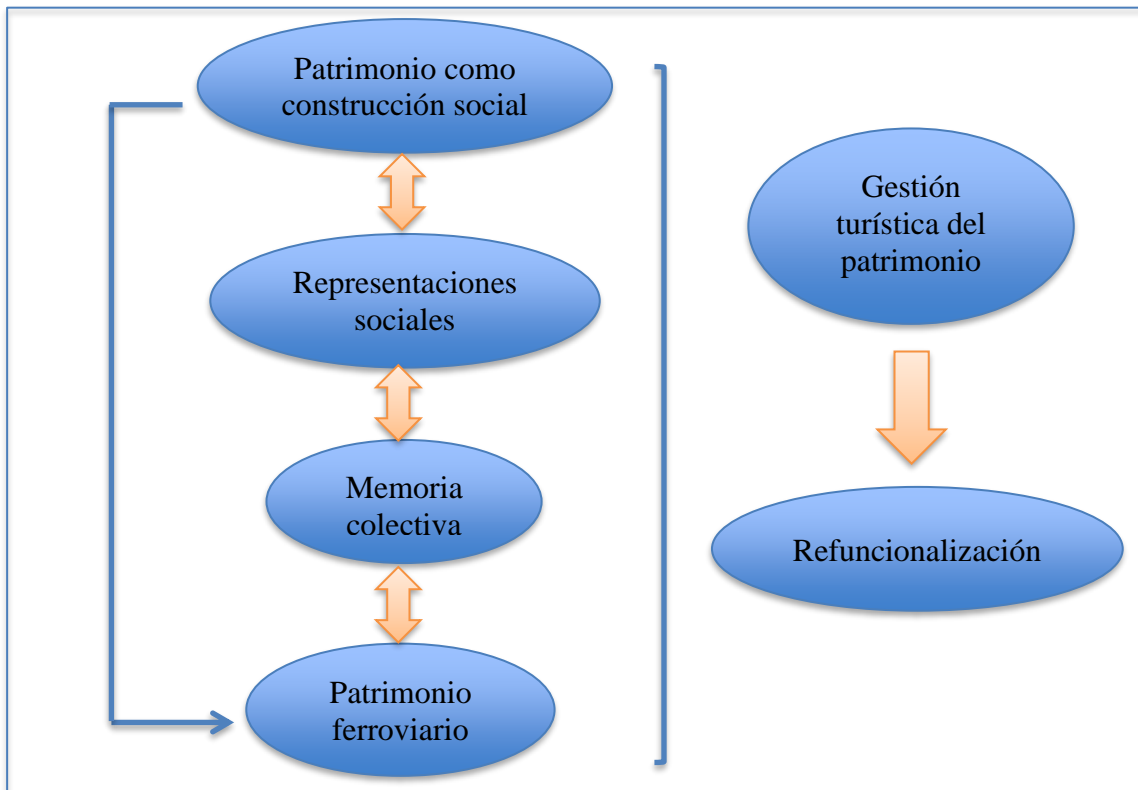 Patrimonio como
construcción social
Representaciones
sociales
Memoria
colectiva
Patrimonio
ferroviario
Gestión
turística del
patrimonio
Refuncionalización